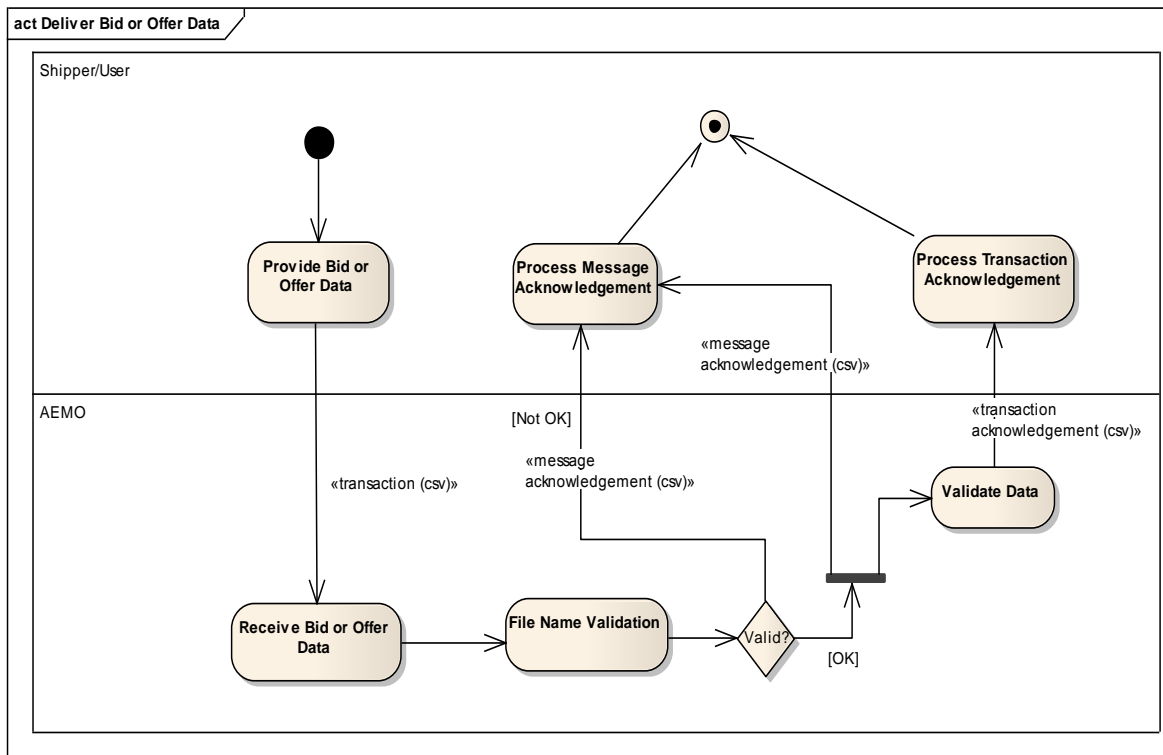 act Deliver Bid or Offer Data
Shipper/User
Provide Bid or
Offer Data
Process Message
Acknowledgement
Process Transaction
Acknowledgement
«message
acknowledgement (csv)»
AEMO
[Not OK]
«transaction
acknowledgement (csv)»
«message
acknowledgement (csv)»
«transaction (csv)»
Validate Data
Receive Bid or Offer
Data
File Name Validation
Valid?
[OK]